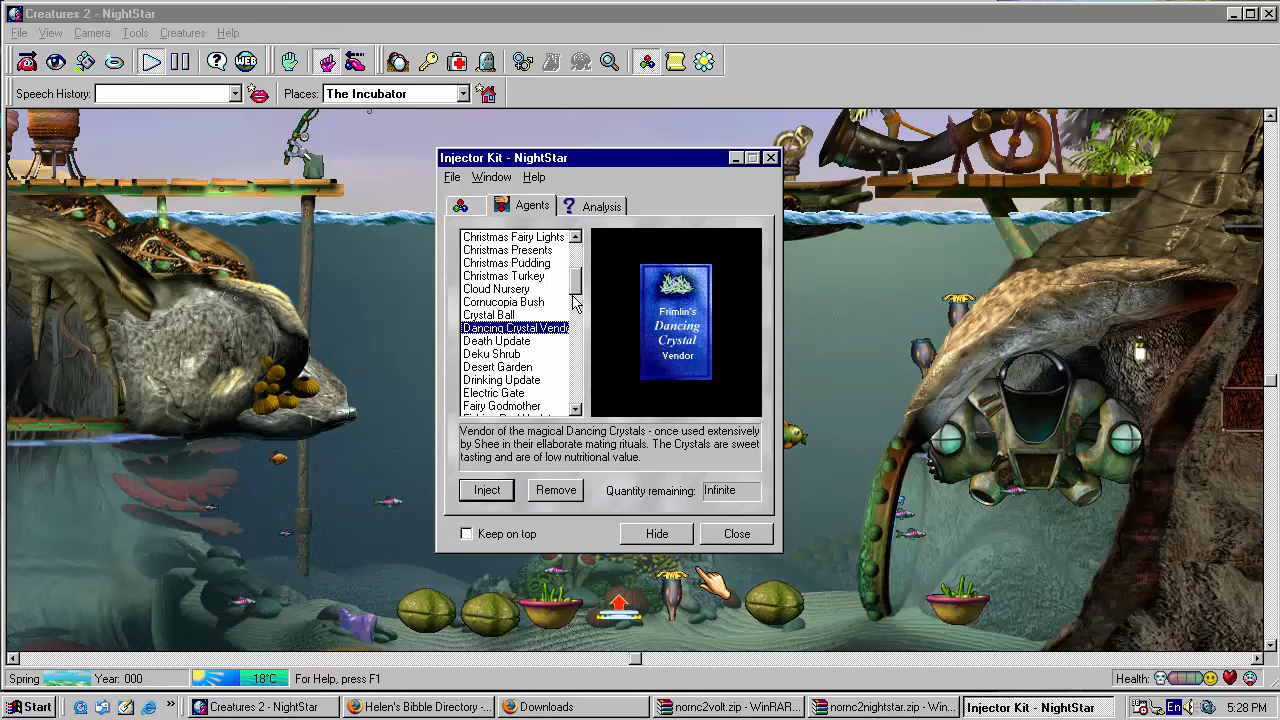 Creatures 2 - NightStar
File View Camera Tools Creatures Help
Speech History: Places: The Incubator
Injector Kit - NightStar
File Window Help
Agents ? Analysis
Christmas Fairy Lights
Christmas Presents
Christmas Pudding
Christmas Turkey
Cloud Nursery
Cornucopia Bush
Crystal Ball
Dancing Crystal Vendo
Death Update
Deku Shrub
Desert Garden
Drinking Update
Electric Gate
Fairy Godmother
Frimlin's
Dancing
Crystal
Vendor
Vendor of the magical Dancing Crystals - once used extensively
by Shee in their ellaborate mating rituals. The Crystals are sweet
tasting and are of low nutritional value.
Inject Remove Quantity remaining: Infinite
Keep on top Hide Close
Spring Year: 000 18°C For Help, press F1 Health:
Start Creatures 2 - NightStar Helen's Bible Directory - ... Downloads nornc2volt.zip - WinRAR... nornc2nightstar.zip - Win... Injector Kit - NightStar En 5:28 PM